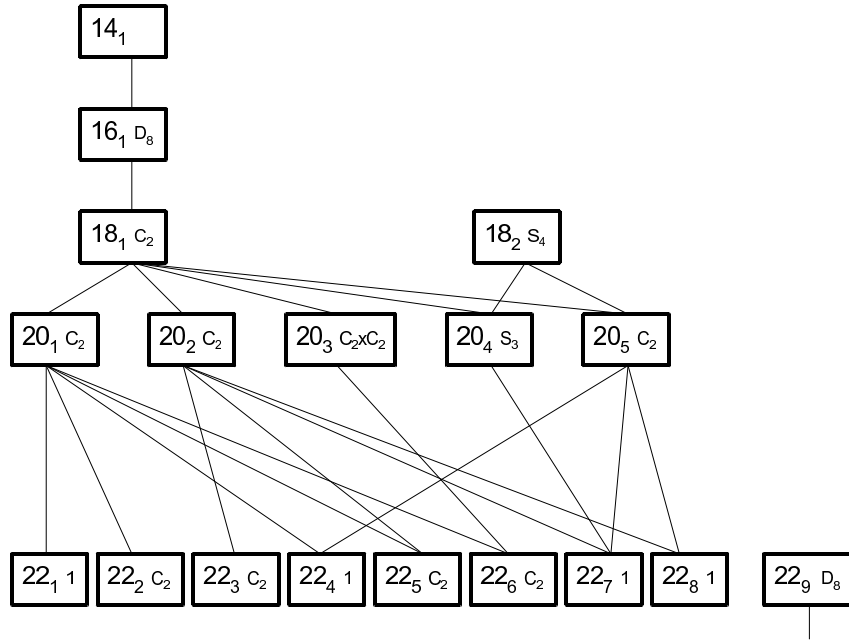 14₁
16₁ D₈
18₁ C₂ 18₂ S₄
20₁ C₂ 20₂ C₂ 20₃ C₂xC₂ 20₄ S₃ 20₅ C₂
22₁ 1 22₂ C₂ 22₃ C₂ 22₄ 1 22₅ C₂ 22₆ C₂ 22₇ 1 22₈ 1 22₉ D₈